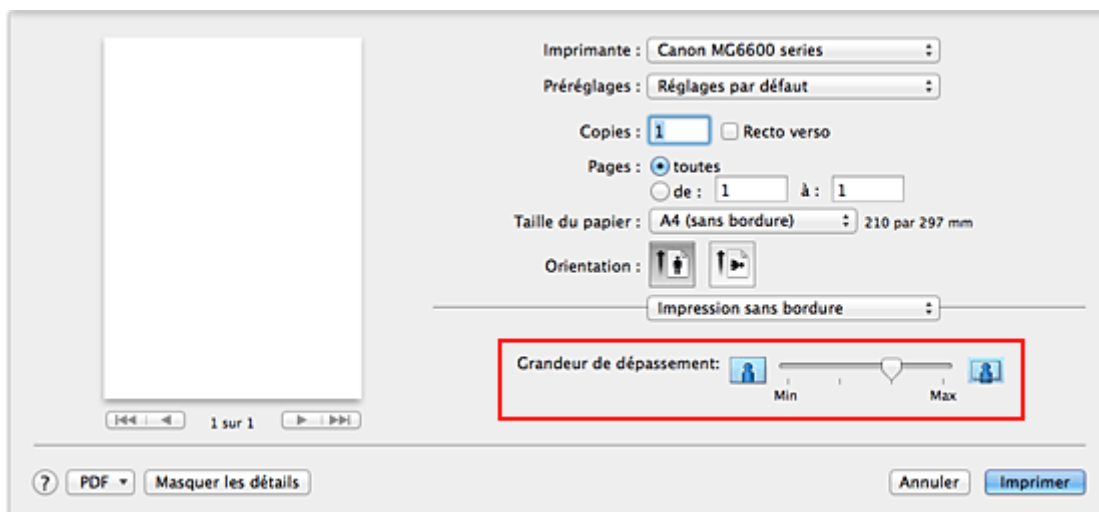 Imprimante : Canon MG6600 series
Préréglages : Réglages par défaut
Copies : 1 Recto verso
Pages : toutes
de : 1 à : 1
Taille du papier : A4 (sans bordure) 210 par 297 mm
Orientation :
Impression sans bordure
Grandeur de dépassement:
Min Max
1 sur 1
? PDF Masquer les détails Annuler Imprimer